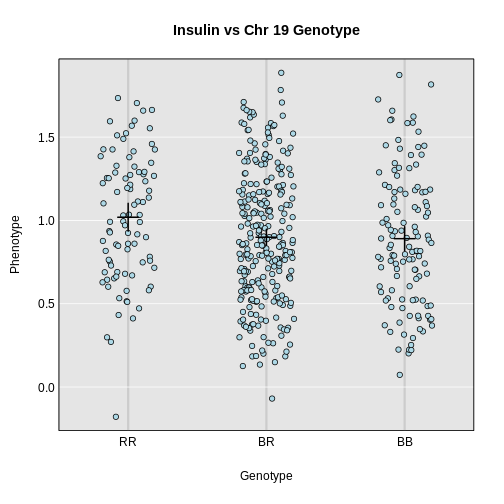 Insulin vs Chr 19 Genotype
Phenotype
1.5
1.0
0.5
0.0
RR BR BB
Genotype